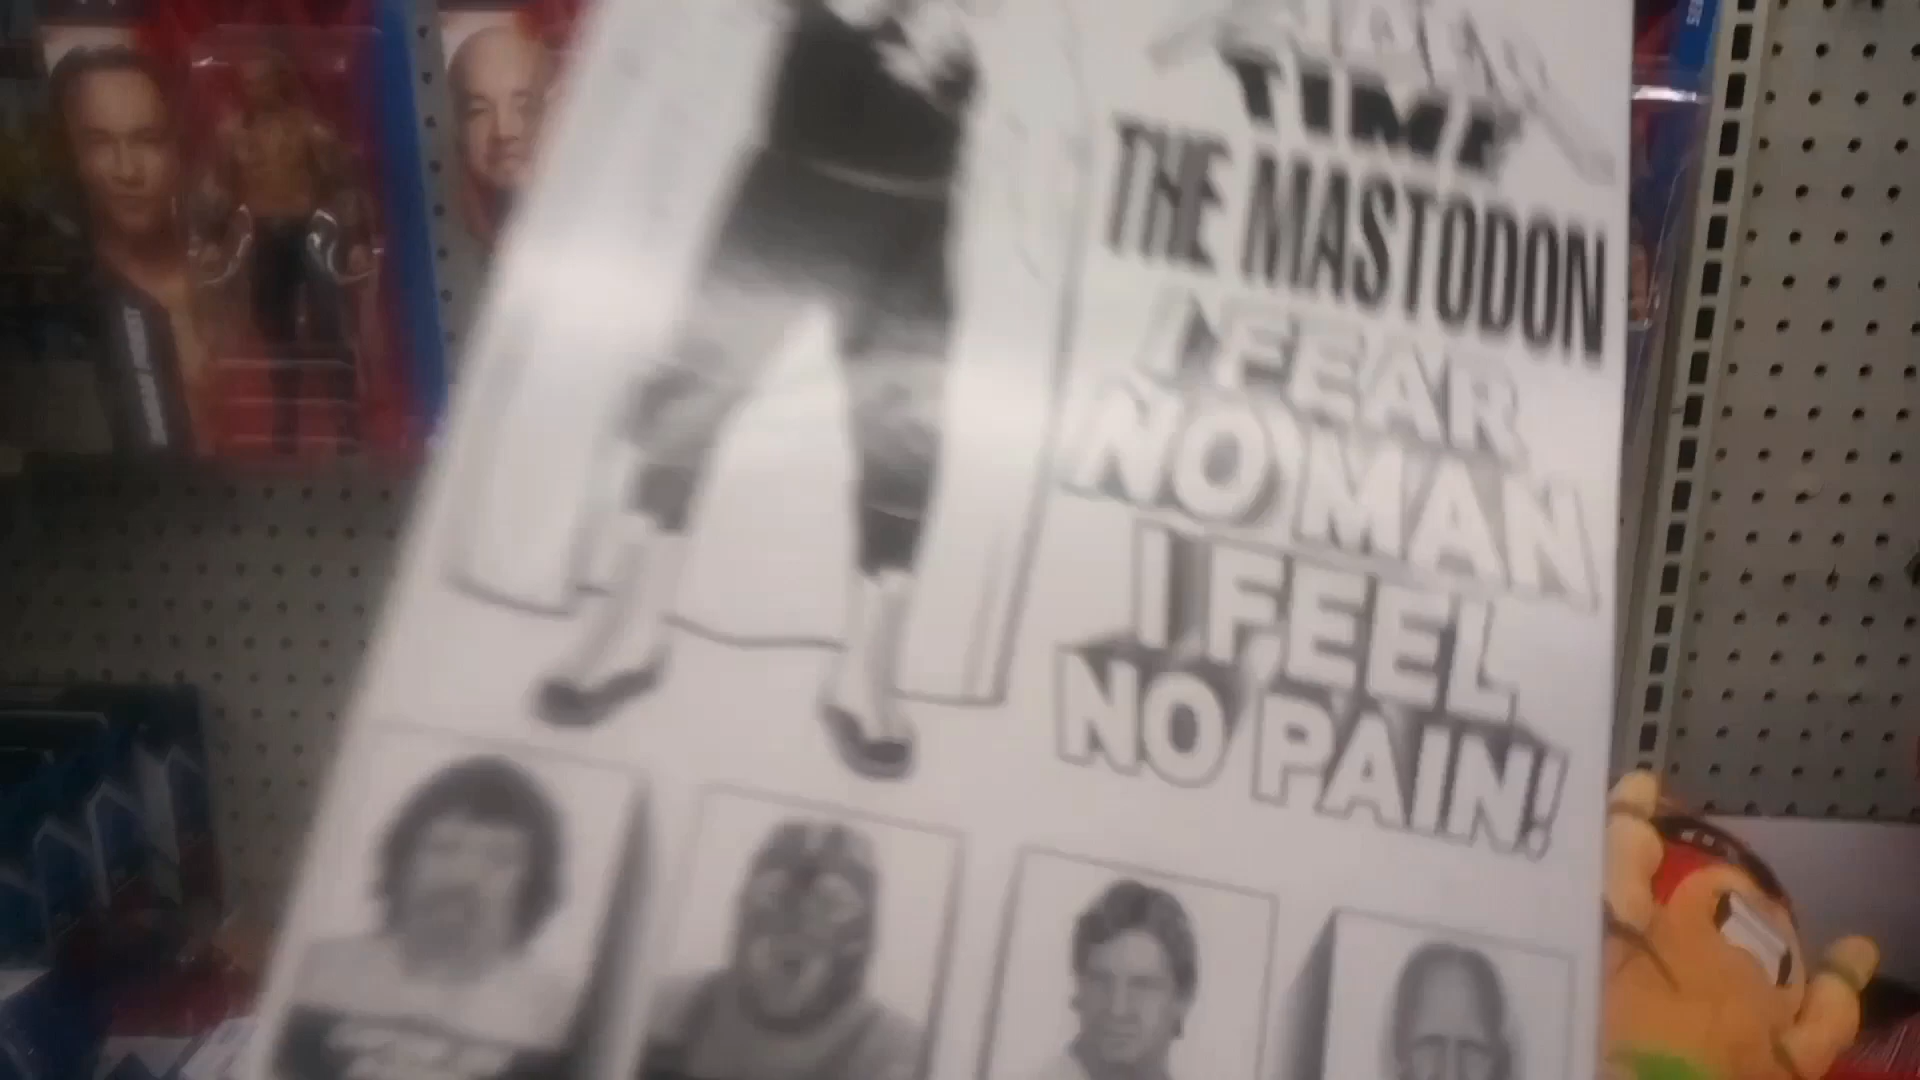 TIME
THE MASTODON
I FEAR
NO MAN
I FEEL
NO PAIN!